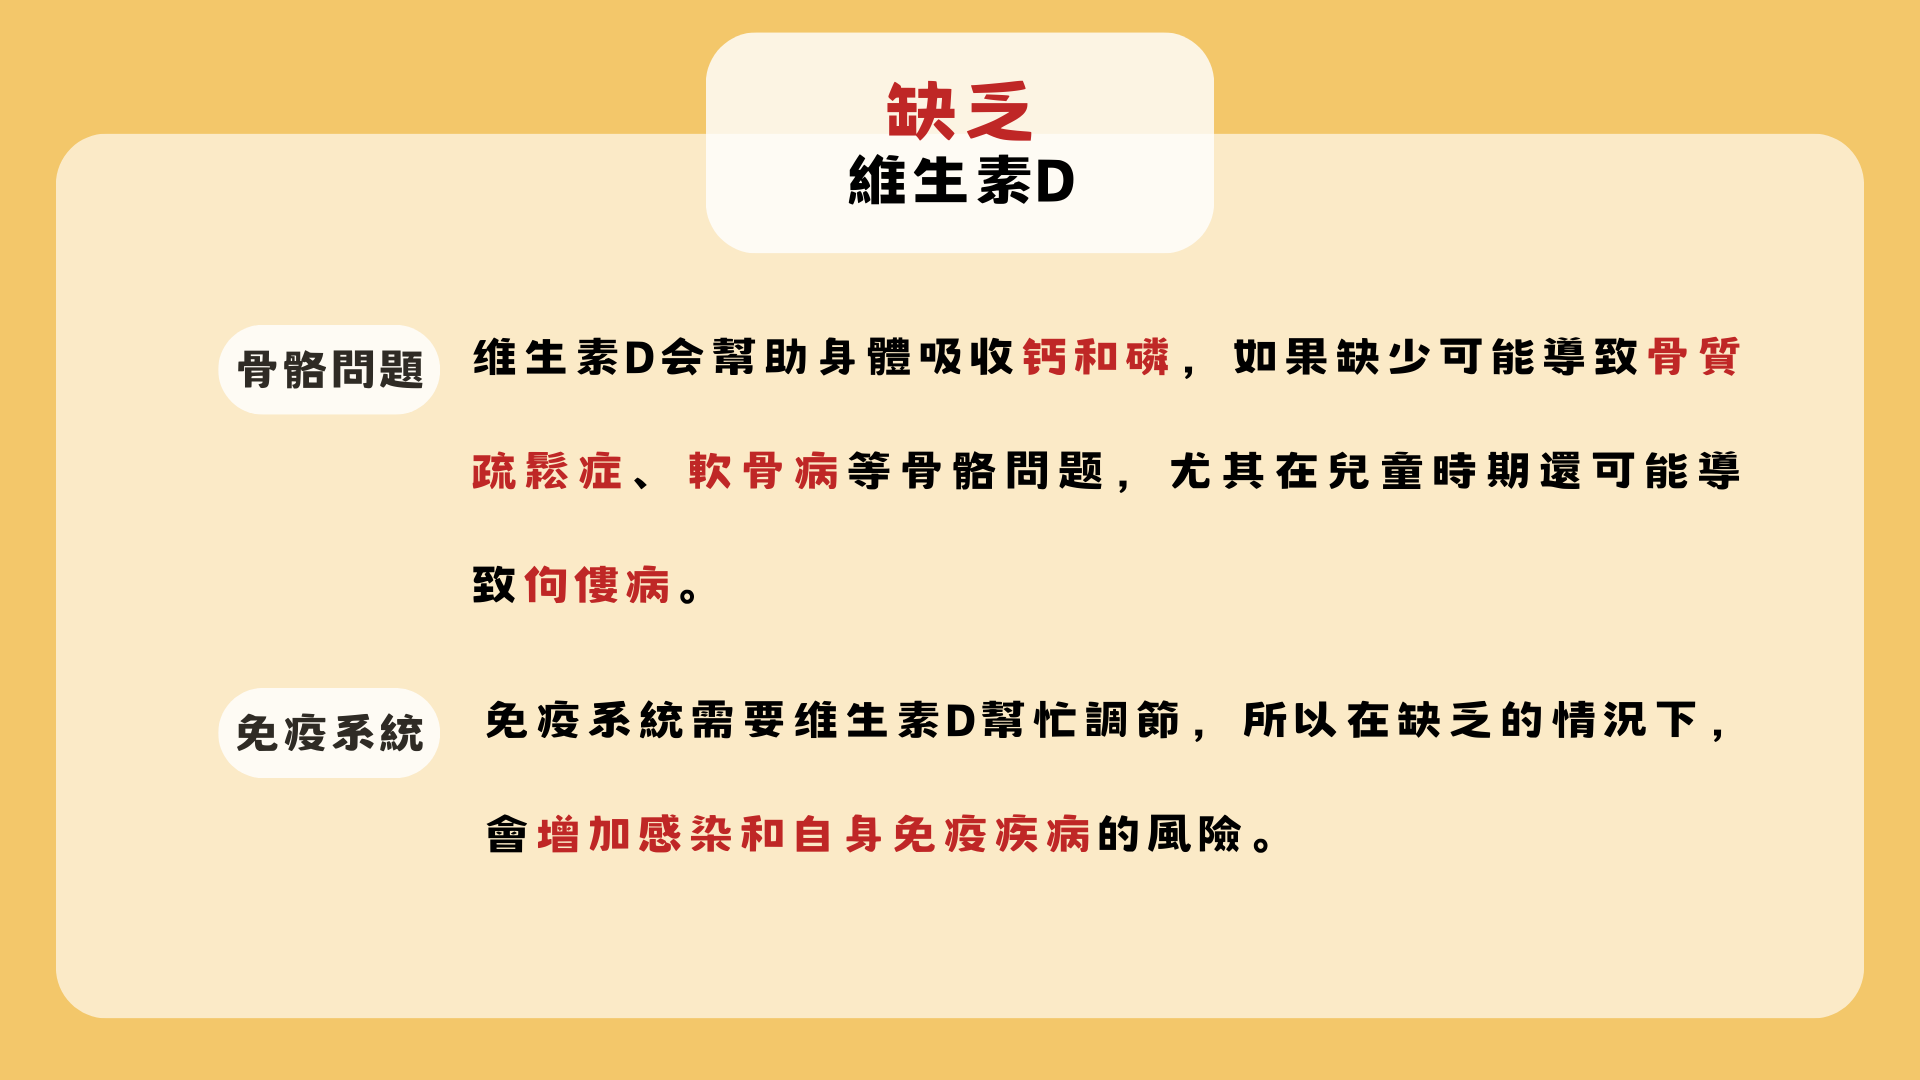 缺乏
維生素D
骨骼問題
维生素D会幫助身體吸收钙和磷，如果缺少可能導致骨質
疏鬆症、軟骨病等骨骼問题，尤其在兒童時期還可能導
致佝僂病。
免疫系統
免疫系統需要维生素D幫忙調節，所以在缺乏的情況下，
會增加感染和自身免疫疾病的風險。